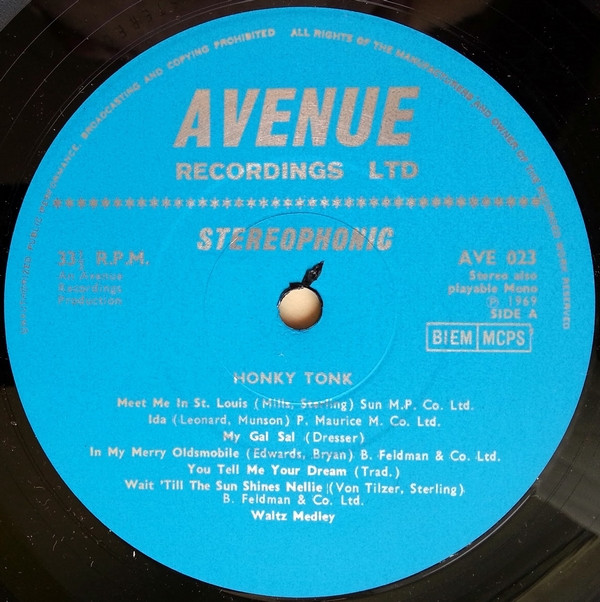 PERFORMANCE, BROADCASTING AND COPYING PROHIBITED ALL RIGHTS OF THE MANUFACTURERS AND OWNER OF THE RECORDED WORK RESERVED
AVENUE
RECORDINGS LTD
STEREOPHONIC
33⅓ R.P.M.
An Avenue
Recordings
Production
AVE 023
Stereo also
playable Mono
℗ 1969
SIDE A
BIEM MCPS
HONKY TONK
Meet Me In St. Louis (Mills, Sterling) Sun M.P. Co. Ltd.
Ida (Leonard, Munson) P. Maurice M. Co. Ltd.
My Gal Sal (Dresser)
In My Merry Oldsmobile (Edwards, Bryan) B. Feldman & Co. Ltd.
You Tell Me Your Dream (Trad.)
Wait 'Till The Sun Shines Nellie (Von Tilzer, Sterling)
B. Feldman & Co. Ltd.
Waltz Medley